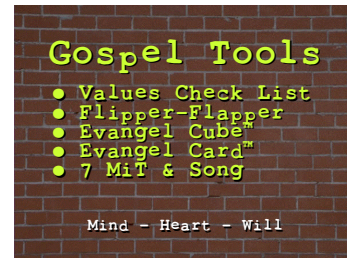 Gospel Tools
● Values Check List
● Flipper-Flapper
● Evangel Cube™
● Evangel Card™
● 7 MiT & Song
Mind - Heart - Will